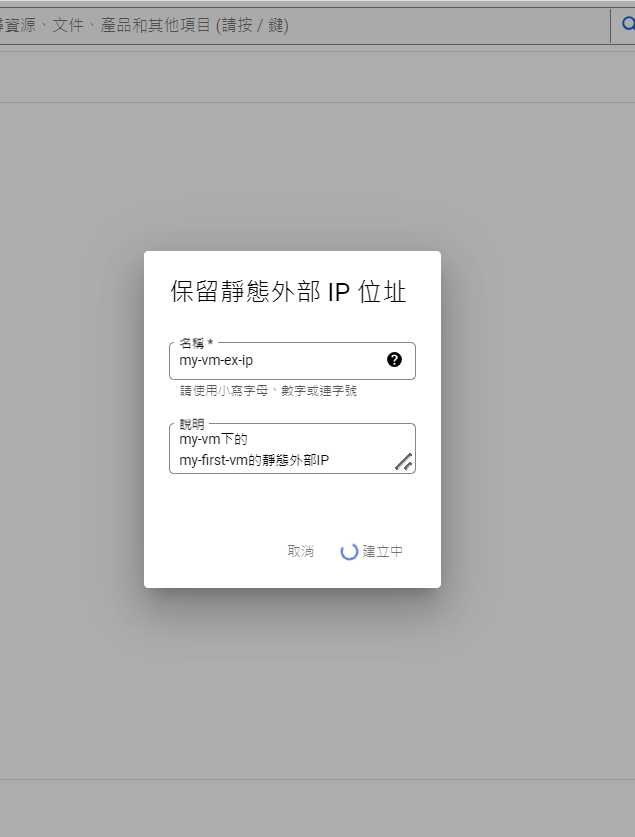 資源、文件、產品和其他項目 (請按 / 鍵)
保留靜態外部 IP 位址
名稱 *
my-vm-ex-ip
請使用小寫字母、數字或連字號
說明
my-vm下的
my-first-vm的靜態外部IP
取消
建立中